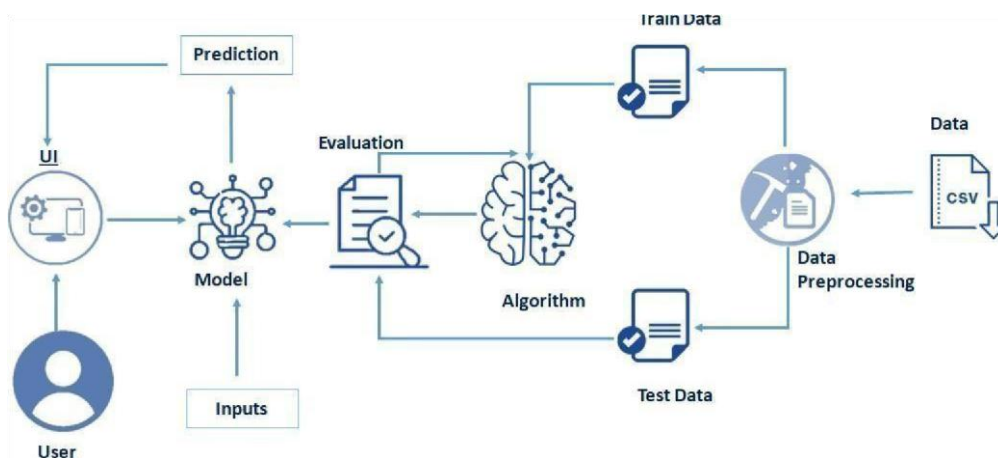 Train Data
Prediction
Evaluation
Data
UI
CSV
Model
Algorithm
Data
Preprocessing
Inputs
Test Data
User